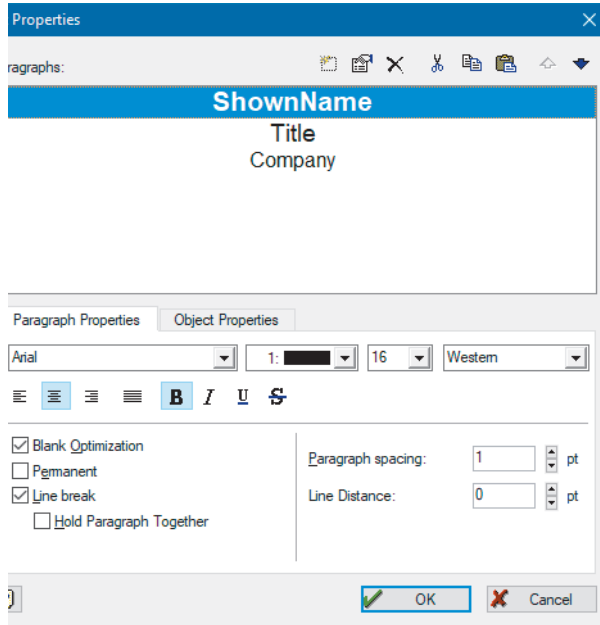 Properties
ragraphs:
ShownName
Title
Company
Paragraph Properties Object Properties
Arial 1: 16 Western
B I U S
Blank Optimization
Permanent
Line break
Hold Paragraph Together
Paragraph spacing: 1 pt
Line Distance: 0 pt
OK Cancel